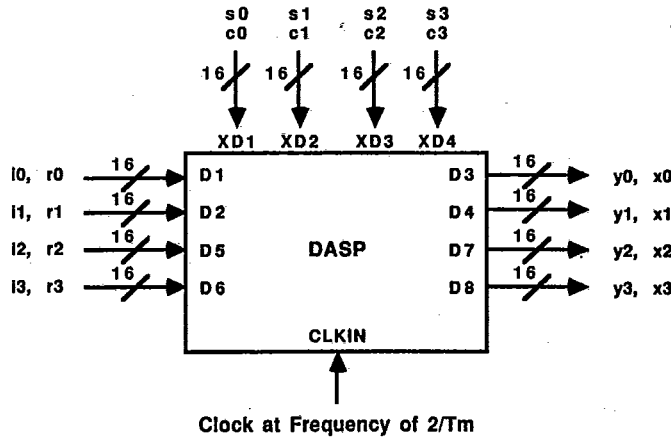 s0 s1 s2 s3
c0 c1 c2 c3
16 16 16 16
XD1 XD2 XD3 XD4
i0, r0 16 D1 D3 16 y0, x0
i1, r1 16 D2 D4 16 y1, x1
i2, r2 16 D5 DASP D7 16 y2, x2
i3, r3 16 D6 D8 16 y3, x3
CLKIN
Clock at Frequency of 2/Tm